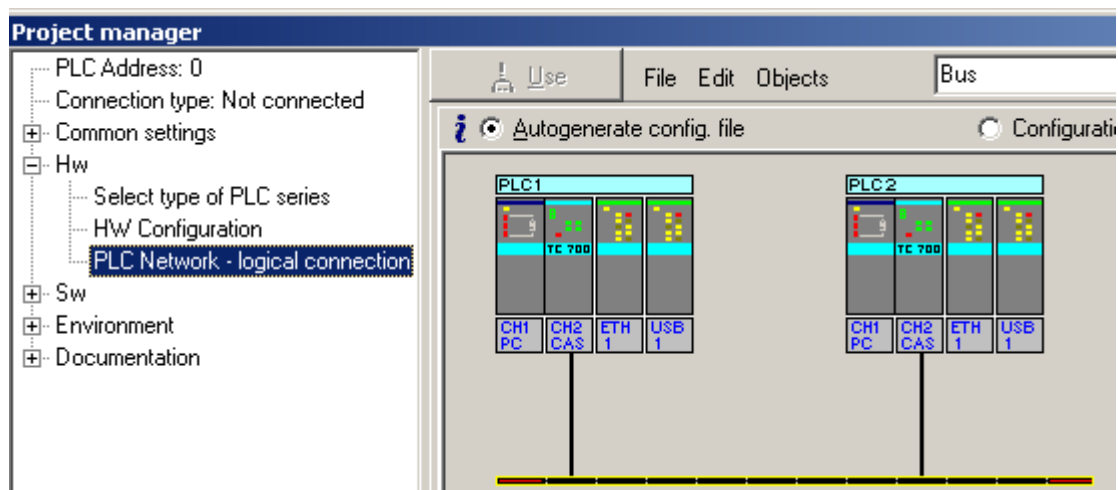 Project manager
PLC Address: 0
Connection type: Not connected
Common settings
Hw
Select type of PLC series
HW Configuration
PLC Network - logical connection
Sw
Environment
Documentation
Use File Edit Objects Bus
Autogenerate config. file Configurati
PLC1 PLC2
TC 700 TC 700
CH1 CH2 ETH USB CH1 CH2 ETH USB
PC CAS 1 1 PC CAS 1 1